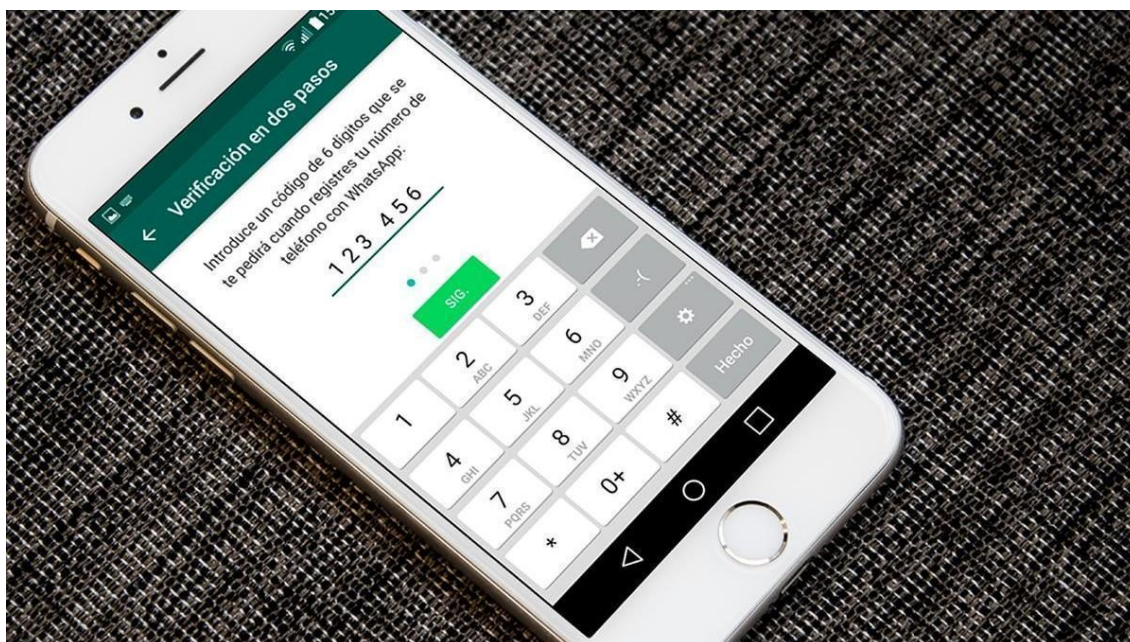 15
Verificación en dos pasos
Introduce un código de 6 dígitos que se
te pedirá cuando registres tu número de
teléfono con WhatsApp:
123 456
SIG.
1
2 ABC
3 DEF
4 GHI
5 JKL
6 MNO
-(
7 PQRS
8 TUV
9 WXYZ
*
0+
#
Hecho